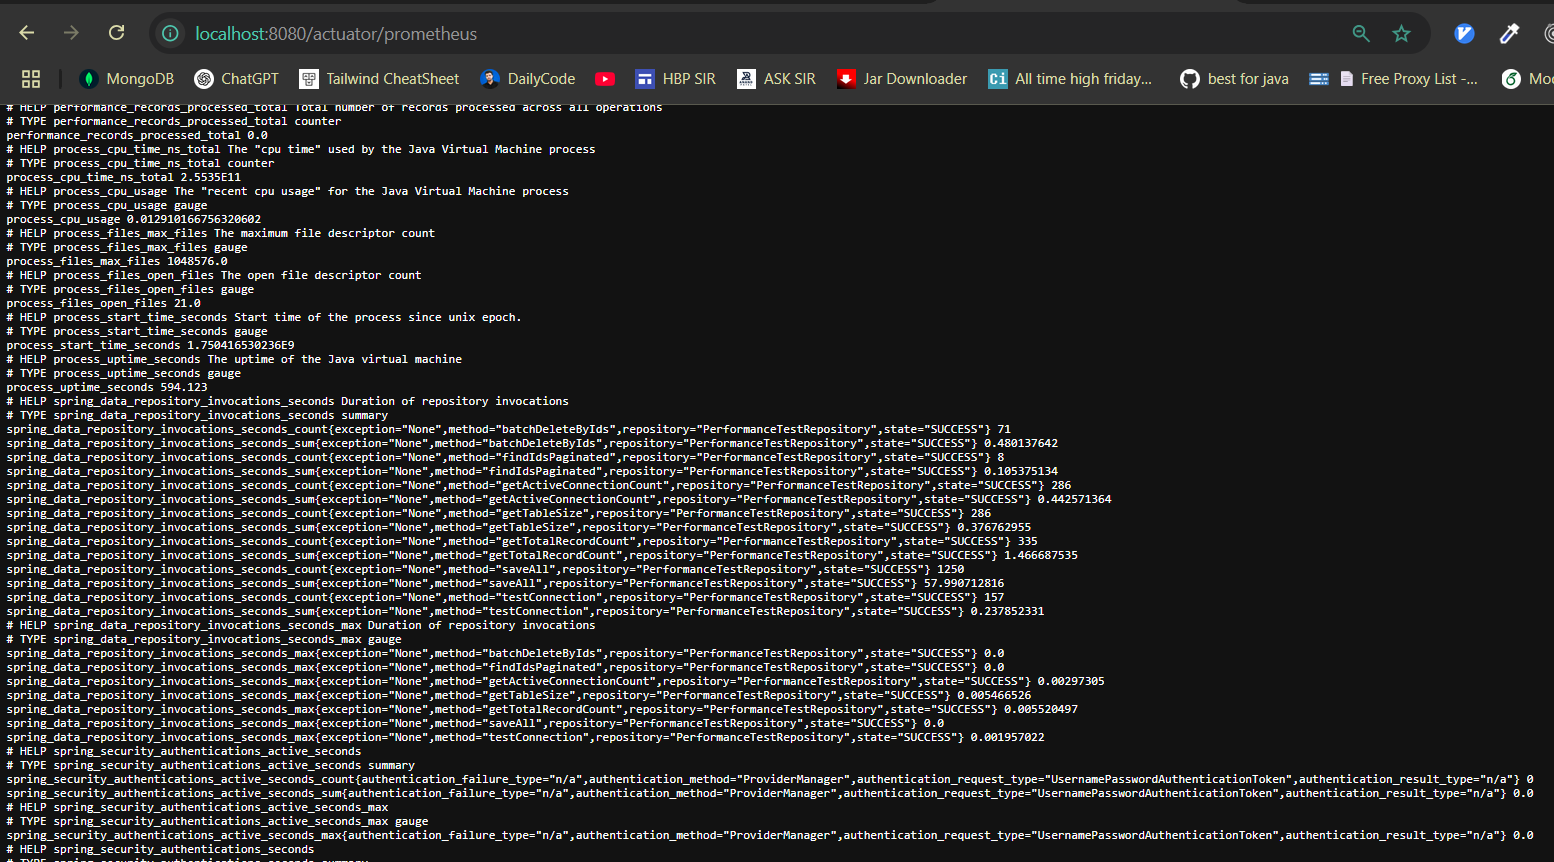 localhost:8080/actuator/prometheus
MongoDB ChatGPT Tailwind CheatSheet DailyCode HBP SIR ASK SIR Jar Downloader Ci All time high friday... best for java Free Proxy List -... Moc
# HELP performance_records_processed_total Total number of records processed across all operations
# TYPE performance_records_processed_total counter
performance_records_processed_total 0.0
# HELP process_cpu_time_ns_total The "cpu time" used by the Java Virtual Machine process
# TYPE process_cpu_time_ns_total counter
process_cpu_time_ns_total 2.5535E11
# HELP process_cpu_usage The "recent cpu usage" for the Java Virtual Machine process
# TYPE process_cpu_usage gauge
process_cpu_usage 0.012910166756320602
# HELP process_files_max_files The maximum file descriptor count
# TYPE process_files_max_files gauge
process_files_max_files 1048576.0
# HELP process_files_open_files The open file descriptor count
# TYPE process_files_open_files gauge
process_files_open_files 21.0
# HELP process_start_time_seconds Start time of the process since unix epoch.
# TYPE process_start_time_seconds gauge
process_start_time_seconds 1.750416530236E9
# HELP process_uptime_seconds The uptime of the Java virtual machine
# TYPE process_uptime_seconds gauge
process_uptime_seconds 594.123
# HELP spring_data_repository_invocations_seconds Duration of repository invocations
# TYPE spring_data_repository_invocations_seconds summary
spring_data_repository_invocations_seconds_count{exception="None",method="batchDeleteByIds",repository="PerformanceTestRepository",state="SUCCESS"} 71
spring_data_repository_invocations_seconds_sum{exception="None",method="batchDeleteByIds",repository="PerformanceTestRepository",state="SUCCESS"} 0.480137642
spring_data_repository_invocations_seconds_count{exception="None",method="findIdsPaginated",repository="PerformanceTestRepository",state="SUCCESS"} 8
spring_data_repository_invocations_seconds_sum{exception="None",method="findIdsPaginated",repository="PerformanceTestRepository",state="SUCCESS"} 0.105375134
spring_data_repository_invocations_seconds_count{exception="None",method="getActiveConnectionCount",repository="PerformanceTestRepository",state="SUCCESS"} 286
spring_data_repository_invocations_seconds_sum{exception="None",method="getActiveConnectionCount",repository="PerformanceTestRepository",state="SUCCESS"} 0.442571364
spring_data_repository_invocations_seconds_count{exception="None",method="getTableSize",repository="PerformanceTestRepository",state="SUCCESS"} 286
spring_data_repository_invocations_seconds_sum{exception="None",method="getTableSize",repository="PerformanceTestRepository",state="SUCCESS"} 0.376762955
spring_data_repository_invocations_seconds_count{exception="None",method="getTotalRecordCount",repository="PerformanceTestRepository",state="SUCCESS"} 335
spring_data_repository_invocations_seconds_sum{exception="None",method="getTotalRecordCount",repository="PerformanceTestRepository",state="SUCCESS"} 1.466687535
spring_data_repository_invocations_seconds_count{exception="None",method="saveAll",repository="PerformanceTestRepository",state="SUCCESS"} 1250
spring_data_repository_invocations_seconds_sum{exception="None",method="saveAll",repository="PerformanceTestRepository",state="SUCCESS"} 57.990712816
spring_data_repository_invocations_seconds_count{exception="None",method="testConnection",repository="PerformanceTestRepository",state="SUCCESS"} 157
spring_data_repository_invocations_seconds_sum{exception="None",method="testConnection",repository="PerformanceTestRepository",state="SUCCESS"} 0.237852331
# HELP spring_data_repository_invocations_seconds_max Duration of repository invocations
# TYPE spring_data_repository_invocations_seconds_max gauge
spring_data_repository_invocations_seconds_max{exception="None",method="batchDeleteByIds",repository="PerformanceTestRepository",state="SUCCESS"} 0.0
spring_data_repository_invocations_seconds_max{exception="None",method="findIdsPaginated",repository="PerformanceTestRepository",state="SUCCESS"} 0.0
spring_data_repository_invocations_seconds_max{exception="None",method="getActiveConnectionCount",repository="PerformanceTestRepository",state="SUCCESS"} 0.00297305
spring_data_repository_invocations_seconds_max{exception="None",method="getTableSize",repository="PerformanceTestRepository",state="SUCCESS"} 0.005466526
spring_data_repository_invocations_seconds_max{exception="None",method="getTotalRecordCount",repository="PerformanceTestRepository",state="SUCCESS"} 0.005520497
spring_data_repository_invocations_seconds_max{exception="None",method="saveAll",repository="PerformanceTestRepository",state="SUCCESS"} 0.0
spring_data_repository_invocations_seconds_max{exception="None",method="testConnection",repository="PerformanceTestRepository",state="SUCCESS"} 0.001957022
# HELP spring_security_authentications_active_seconds
# TYPE spring_security_authentications_active_seconds summary
spring_security_authentications_active_seconds_count{authentication_failure_type="n/a",authentication_method="ProviderManager",authentication_request_type="UsernamePasswordAuthenticationToken",authentication_result_type="n/a"} 0
spring_security_authentications_active_seconds_sum{authentication_failure_type="n/a",authentication_method="ProviderManager",authentication_request_type="UsernamePasswordAuthenticationToken",authentication_result_type="n/a"} 0.0
# HELP spring_security_authentications_active_seconds_max
# TYPE spring_security_authentications_active_seconds_max gauge
spring_security_authentications_active_seconds_max{authentication_failure_type="n/a",authentication_method="ProviderManager",authentication_request_type="UsernamePasswordAuthenticationToken",authentication_result_type="n/a"} 0.0
# HELP spring_security_authentications_seconds
# TYPE spring_security_authentications_seconds summary